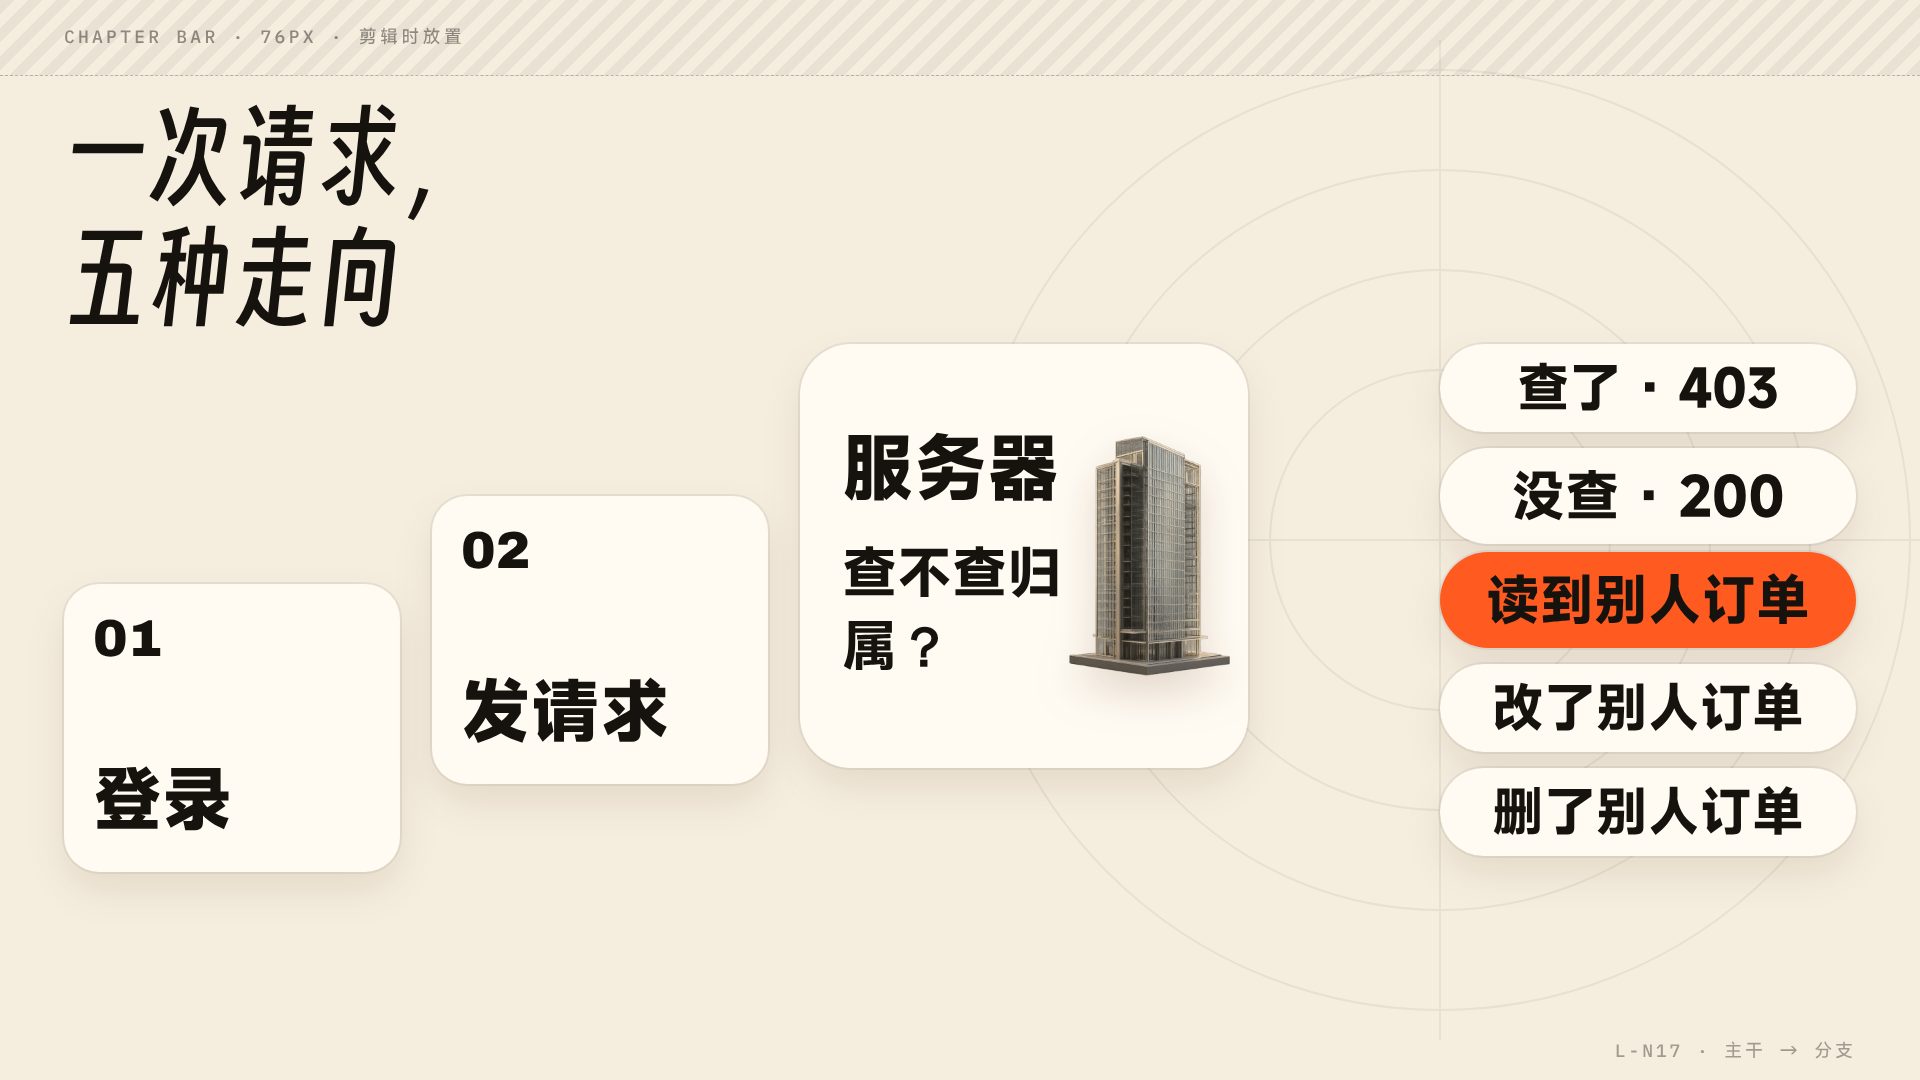 CHAPTER BAR · 76PX · 剪辑时放置
一次请求,
五种走向
01
登录
02
发请求
服务器
查不查归
属？
查了 · 403
没查 · 200
读到别人订单
改了别人订单
删了别人订单
L-N17 · 主干 → 分支